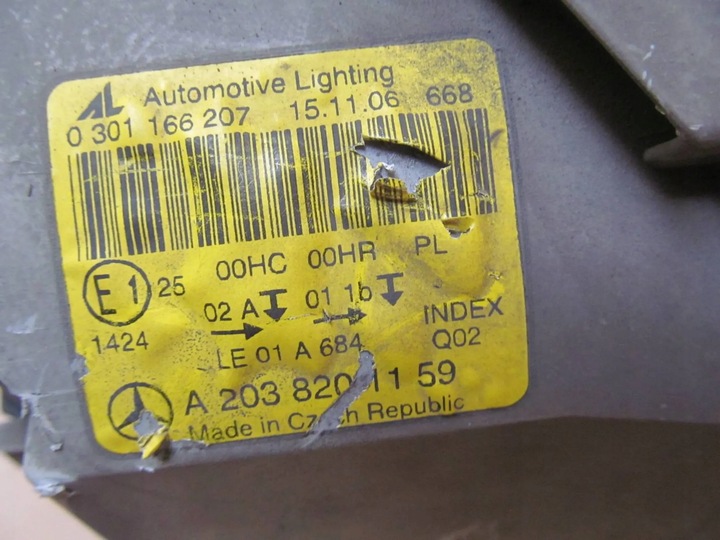 AL Automotive Lighting
0 301 166 207 15.11.06 668
E1 25 00HC 00HR PL
02 A 01 1b
1424 LE 01 A 684 INDEX Q02
A 203 820 11 59
Made in Czech Republic